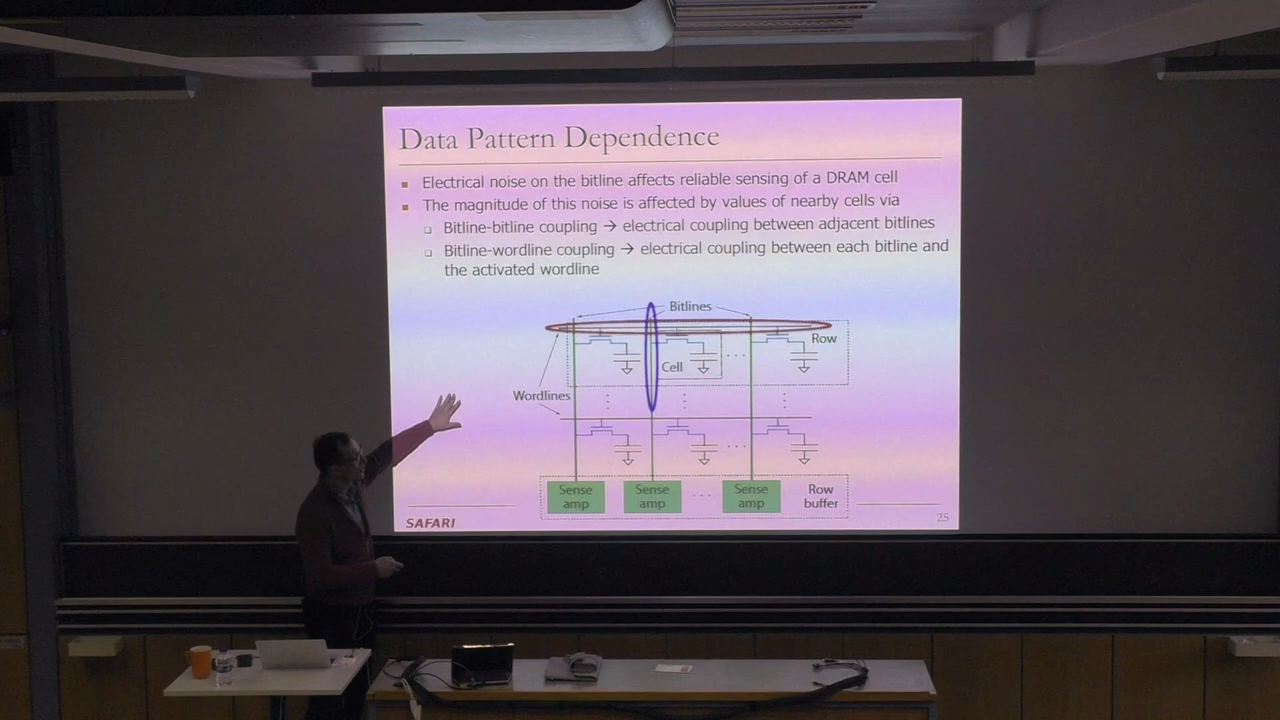 Data Pattern Dependence
Electrical noise on the bitline affects reliable sensing of a DRAM cell
The magnitude of this noise is affected by values of nearby cells via
Bitline-bitline coupling → electrical coupling between adjacent bitlines
Bitline-wordline coupling → electrical coupling between each bitline and
the activated wordline
Bitlines
Row
Cell
...
Wordlines
...
Sense
amp
Sense
amp
...
Sense
amp
Row
buffer
SAFARI
25